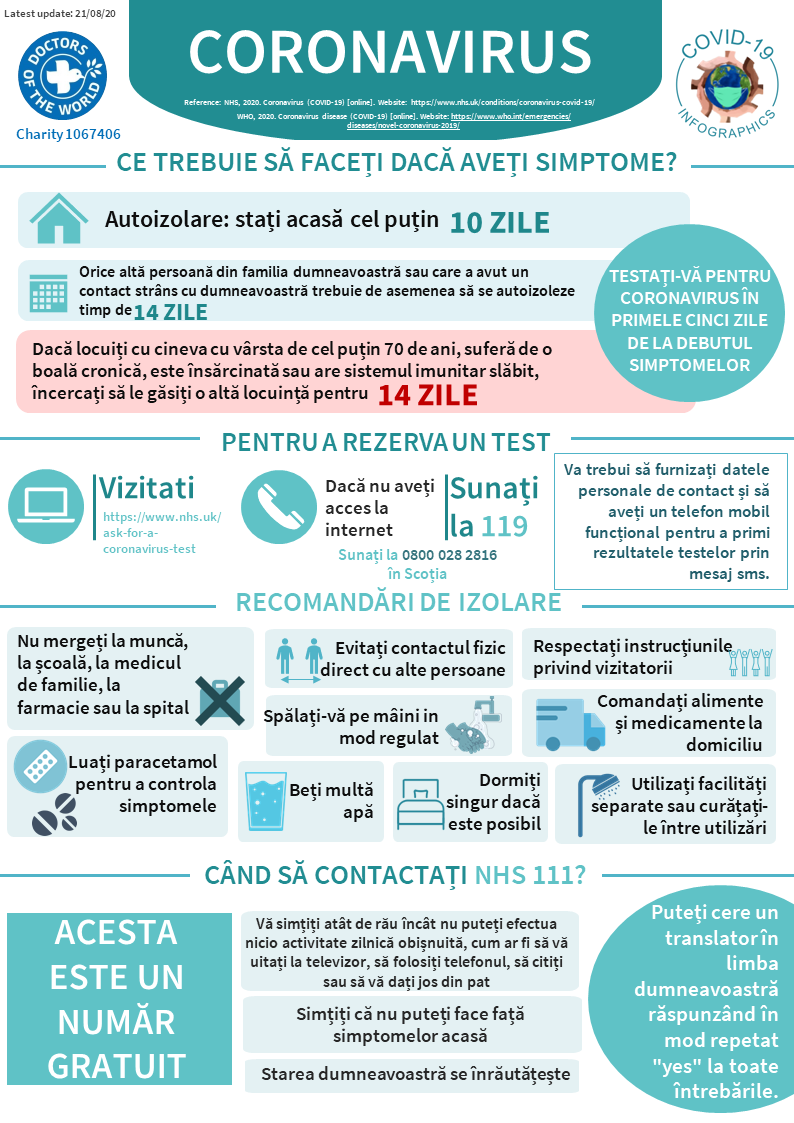 Latest update: 21/08/20
DOCTORS OF THE WORLD
Charity 1067406
CORONAVIRUS
Reference: NHS, 2020. Coronavirus (COVID-19) [online]. Website: https://www.nhs.uk/conditions/coronavirus-covid-19/
WHO, 2020. Coronavirus disease (COVID-19) [online]. Website: https://www.who.int/emergencies/
diseases/novel-coronavirus-2019/
COVID-19
INFOGRAPHICS
CE TREBUIE SĂ FACEȚI DACĂ AVEȚI SIMPTOME?
Autoizolare: stați acasă cel puțin 10 ZILE
Orice altă persoană din familia dumneavoastră sau care a avut un
contact strâns cu dumneavoastră trebuie de asemenea să se autoizoleze
timp de 14 ZILE
Dacă locuiți cu cineva cu vârsta de cel puțin 70 de ani, suferă de o
boală cronică, este însărcinată sau are sistemul imunitar slăbit,
încercați să le găsiți o altă locuință pentru 14 ZILE
TESTAȚI-VĂ PENTRU
CORONAVIRUS ÎN
PRIMELE CINCI ZILE
DE LA DEBUTUL
SIMPTOMELOR
PENTRU A REZERVA UN TEST
Vizitati
https://www.nhs.uk/
ask-for-a-
coronavirus-test
Dacă nu aveți
acces la
internet
Sunați
la 119
Sunați la 0800 028 2816
în Scoția
Va trebui să furnizați datele
personale de contact și să
aveți un telefon mobil
funcțional pentru a primi
rezultatele testelor prin
mesaj sms.
RECOMANDĂRI DE IZOLARE
Nu mergeți la muncă,
la școală, la medicul
de familie, la
farmacie sau la spital
Evitați contactul fizic
direct cu alte persoane
Respectați instrucțiunile
privind vizitatorii
Spălați-vă pe mâini in
mod regulat
Comandați alimente
și medicamente la
domiciliu
Luați paracetamol
pentru a controla
simptomele
Beți multă
apă
Dormiți
singur dacă
este posibil
Utilizați facilități
separate sau curățați-
le între utilizări
CÂND SĂ CONTACTAȚI NHS 111?
ACESTA
ESTE UN
NUMĂR
GRATUIT
Vă simțiți atât de rău încât nu puteți efectua
nicio activitate zilnică obișnuită, cum ar fi să vă
uitați la televizor, să folosiți telefonul, să citiți
sau să vă dați jos din pat
Simțiți că nu puteți face față
simptomelor acasă
Starea dumneavoastră se înrăutățește
Puteți cere un
translator în
limba
dumneavoastră
răspunzând în
mod repetat
"yes" la toate
întrebările.